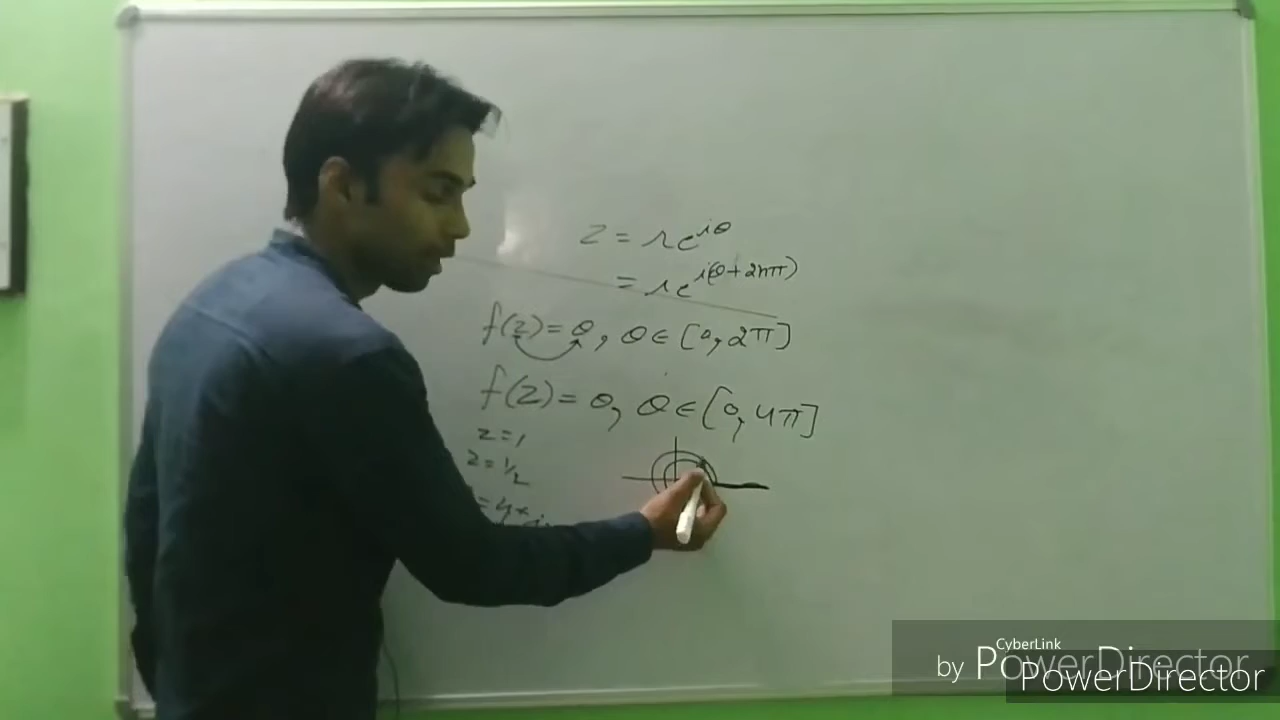 z = re^{iθ}
= re^{i(θ+2nπ)}
f(z) = θ, θ ∈ [0, 2π]
f(z) = θ, θ ∈ [0, 4π]
z = 1
z = 1/2
CyberLink
by PowerDirector
PowerDirector